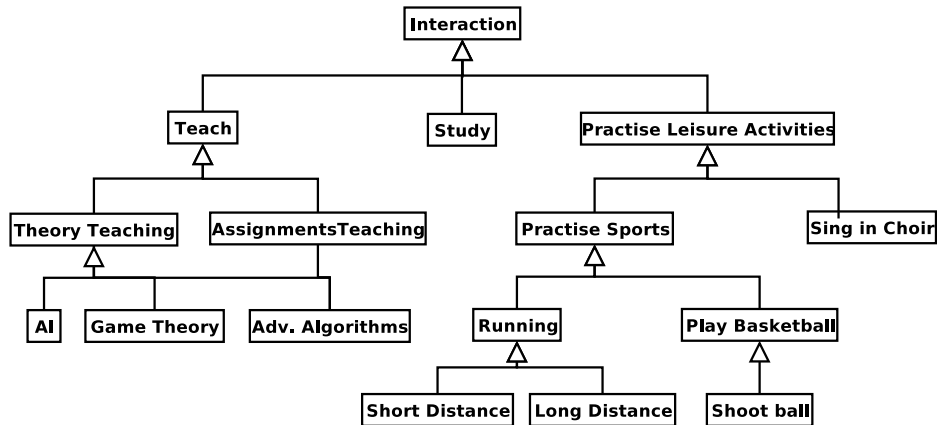 Interaction
Teach
Study
Practise Leisure Activities
Theory Teaching
AssignmentsTeaching
Practise Sports
Sing in Choir
AI
Game Theory
Adv. Algorithms
Running
Play Basketball
Short Distance
Long Distance
Shoot ball